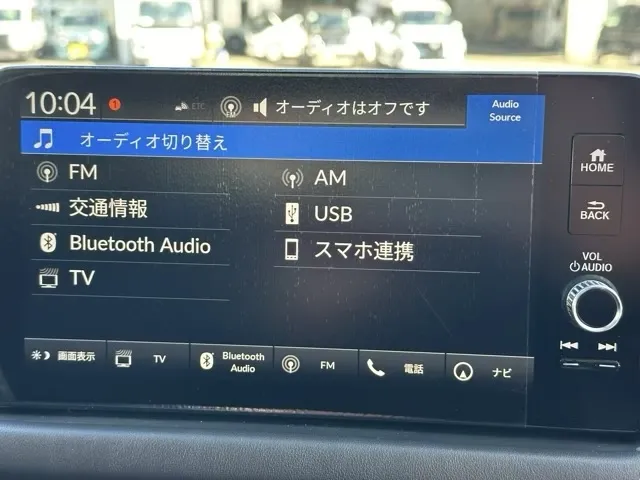 10:04 1 ETC FM オーディオはオフです Audio
Source
オーディオ切り替え
FM AM
交通情報 USB
Bluetooth Audio スマホ連携
TV
画面表示 TV Bluetooth
Audio FM 電話 ナビ
HOME
BACK
VOL
AUDIO